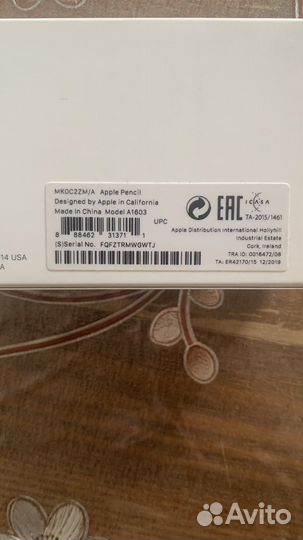 MK0C2ZM/A Apple Pencil
Designed by Apple in California
Made in China Model A1603
UPC
8 88462 31371 1
(S)Serial No. FQFZTRMWGWTJ
EAC
ICASA
TA-2015/1461
Apple Distribution International Hollyhill
Industrial Estate
Cork, Ireland
TRA ID: 0016472/08
TA: ER42170/15 12/2019
14 USA
A
Avito